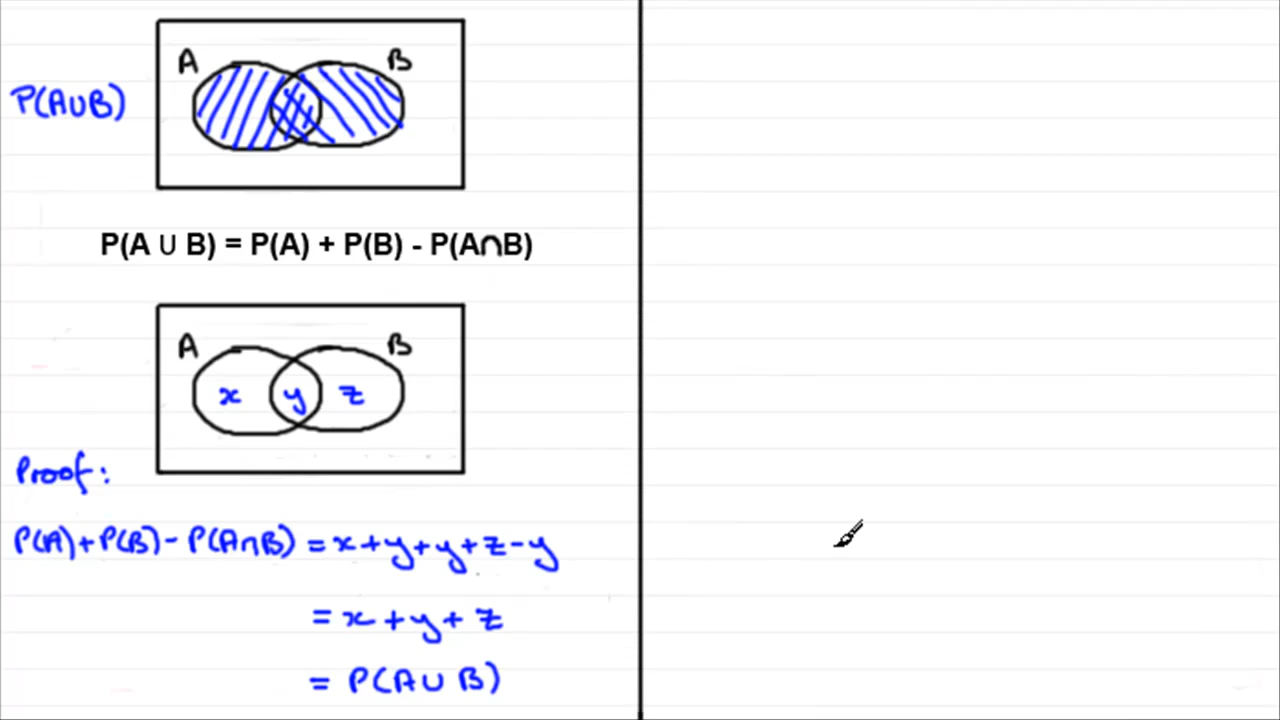 A B
P(A∪B)
P(A ∪ B) = P(A) + P(B) - P(A∩B)
A B
x y z
Proof:
P(A)+P(B)-P(A∩B) = x+y+y+z-y
= x+y+z
= P(A∪B)